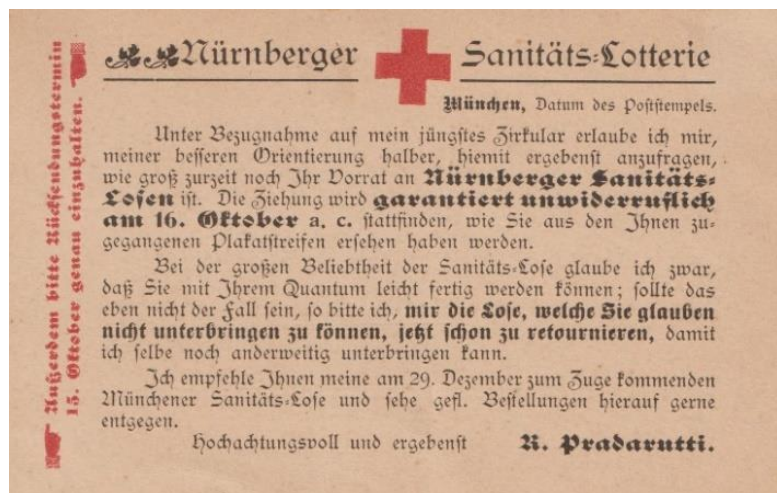 Nürnberger Sanitäts-Lotterie
München, Datum des Poststempels.
Unter Bezugnahme auf mein jüngstes Zirkular erlaube ich mir,
meiner besseren Orientierung halber, hiemit ergebenst anzufragen,
wie groß zurzeit noch Ihr Vorrat an Nürnberger Sanitäts-
Losen ist. Die Ziehung wird garantiert unwiderruflich
am 16. Oktober a. c. stattfinden, wie Sie aus den Ihnen zu-
gegangenen Plakatstreifen ersehen haben werden.
Bei der großen Beliebtheit der Sanitäts-Lose glaube ich zwar,
daß Sie mit Ihrem Quantum leicht fertig werden können; sollte das
eben nicht der Fall sein, so bitte ich, mir die Lose, welche Sie glauben
nicht unterbringen zu können, jetzt schon zu retournieren, damit
ich selbe noch anderweitig unterbringen kann.
Ich empfehle Ihnen meine am 29. Dezember zum Zuge kommenden
Münchener Sanitäts-Lose und sehe gefl. Bestellungen hierauf gerne
entgegen.
Hochachtungsvoll und ergebenst R. Pradarutti.
Außerdem bitte Rücksendungstermin
15. Oktober genau einzuhalten.